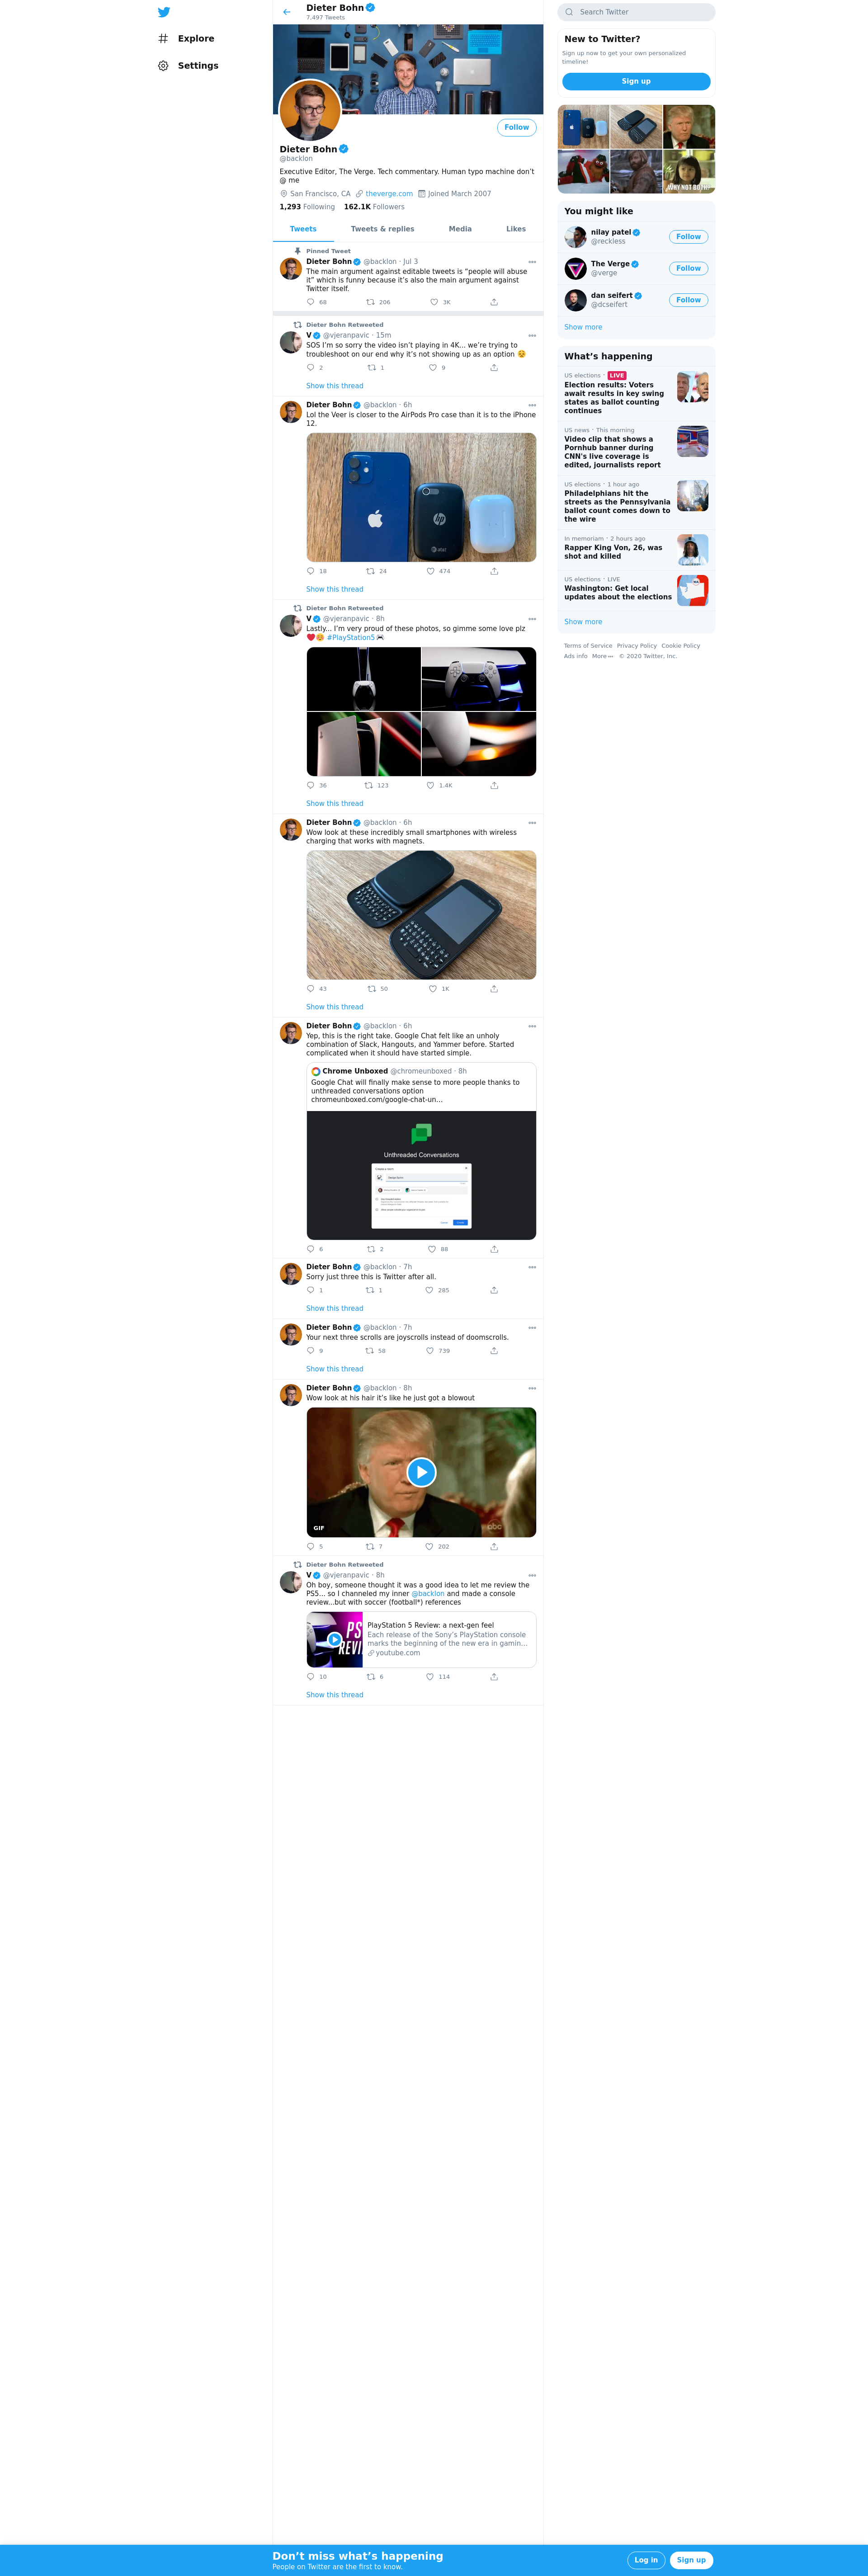 Explore
Settings
Dieter Bohn
7,497 Tweets
Follow
Dieter Bohn
@backlon
Executive Editor, The Verge. Tech commentary. Human typo machine don't
@ me
San Francisco, CA theverge.com Joined March 2007
1,293 Following 162.1K Followers
Tweets Tweets & replies Media Likes
Pinned Tweet
Dieter Bohn @backlon · Jul 3
The main argument against editable tweets is “people will abuse
it” which is funny because it’s also the main argument against
Twitter itself.
68 206 3K
Dieter Bohn Retweeted
V @vjeranpavic · 15m
SOS I’m so sorry the video isn’t playing in 4K... we’re trying to
troubleshoot on our end why it’s not showing up as an option
2 1 9
Show this thread
Dieter Bohn @backlon · 6h
Lol the Veer is closer to the AirPods Pro case than it is to the iPhone
12.
hp
at&t
18 24 474
Show this thread
Dieter Bohn Retweeted
V @vjeranpavic · 8h
Lastly... I’m very proud of these photos, so gimme some love plz
❤️☺️ #PlayStation5 🎮
36 123 1.4K
Show this thread
Dieter Bohn @backlon · 6h
Wow look at these incredibly small smartphones with wireless
charging that works with magnets.
43 50 1K
Show this thread
Dieter Bohn @backlon · 6h
Yep, this is the right take. Google Chat felt like an unholy
combination of Slack, Hangouts, and Yammer before. Started
complicated when it should have started simple.
Chrome Unboxed @chromeunboxed · 8h
Google Chat will finally make sense to more people thanks to
unthreaded conversations option
chromeunboxed.com/google-chat-un…
Unthreaded Conversations
6 2 88
Dieter Bohn @backlon · 7h
Sorry just three this is Twitter after all.
1 1 285
Show this thread
Dieter Bohn @backlon · 7h
Your next three scrolls are joyscrolls instead of doomscrolls.
9 58 739
Show this thread
Dieter Bohn @backlon · 8h
Wow look at his hair it’s like he just got a blowout
GIF
abc
5 7 202
Dieter Bohn Retweeted
V @vjeranpavic · 8h
Oh boy, someone thought it was a good idea to let me review the
PS5... so I channeled my inner @backlon and made a console
review...but with soccer (football*) references
PS
REVI
PlayStation 5 Review: a next-gen feel
Each release of the Sony’s PlayStation console
marks the beginning of the new era in gamin...
youtube.com
10 6 114
Show this thread
Search Twitter
New to Twitter?
Sign up now to get your own personalized
timeline!
Sign up
WHY NOT BOTH?
You might like
nilay patel
@reckless
Follow
The Verge
@verge
Follow
dan seifert
@dcseifert
Follow
Show more
What’s happening
US elections · LIVE
Election results: Voters
await results in key swing
states as ballot counting
continues
US news · This morning
Video clip that shows a
Pornhub banner during
CNN's live coverage is
edited, journalists report
US elections · 1 hour ago
Philadelphians hit the
streets as the Pennsylvania
ballot count comes down to
the wire
In memoriam · 2 hours ago
Rapper King Von, 26, was
shot and killed
US elections · LIVE
Washington: Get local
updates about the elections
Show more
Terms of Service Privacy Policy Cookie Policy
Ads info More © 2020 Twitter, Inc.
Don’t miss what’s happening
People on Twitter are the first to know.
Log in
Sign up